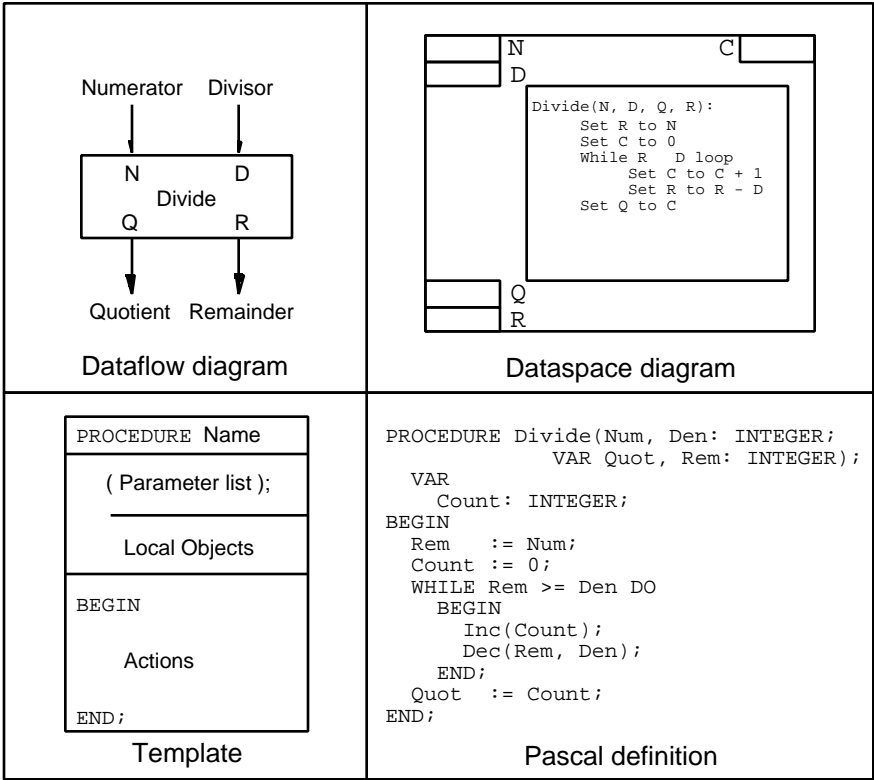 Numerator Divisor
N D
Divide
Q R
Quotient Remainder
Dataflow diagram
N C
D
Divide(N, D, Q, R):
Set R to N
Set C to 0
While R D loop
Set C to C + 1
Set R to R - D
Set Q to C
Q
R
Dataspace diagram
PROCEDURE Name
( Parameter list );
Local Objects
BEGIN
Actions
END;
Template
PROCEDURE Divide(Num, Den: INTEGER;
VAR Quot, Rem: INTEGER);
VAR
Count: INTEGER;
BEGIN
Rem := Num;
Count := 0;
WHILE Rem >= Den DO
BEGIN
Inc(Count);
Dec(Rem, Den);
END;
Quot := Count;
END;
Pascal definition